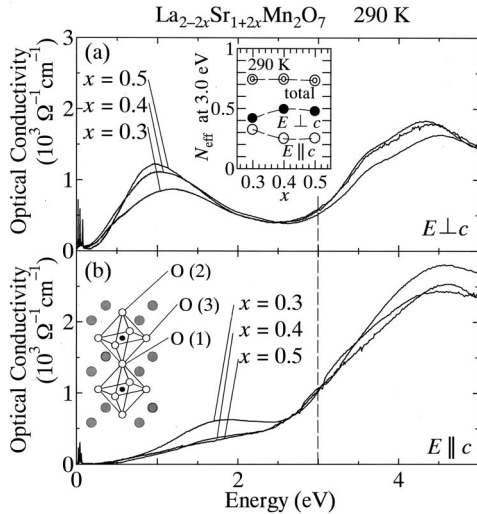 La₂₋₂ₓSr₁₊₂ₓMn₂O₇ 290 K
(a)
x = 0.5
x = 0.4
x = 0.3
3
2
1
0
Optical Conductivity
(10³ Ω⁻¹cm⁻¹)
290 K
total
E ⊥ c
E ∥ c
1
0.5
0
N_eff at 3.0 eV
0.3 0.4 0.5
x
E ⊥ c
(b)
O (2)
O (3)
O (1)
x = 0.3
x = 0.4
x = 0.5
2
1
0
Optical Conductivity
(10³ Ω⁻¹cm⁻¹)
E ∥ c
0 2 4
Energy (eV)